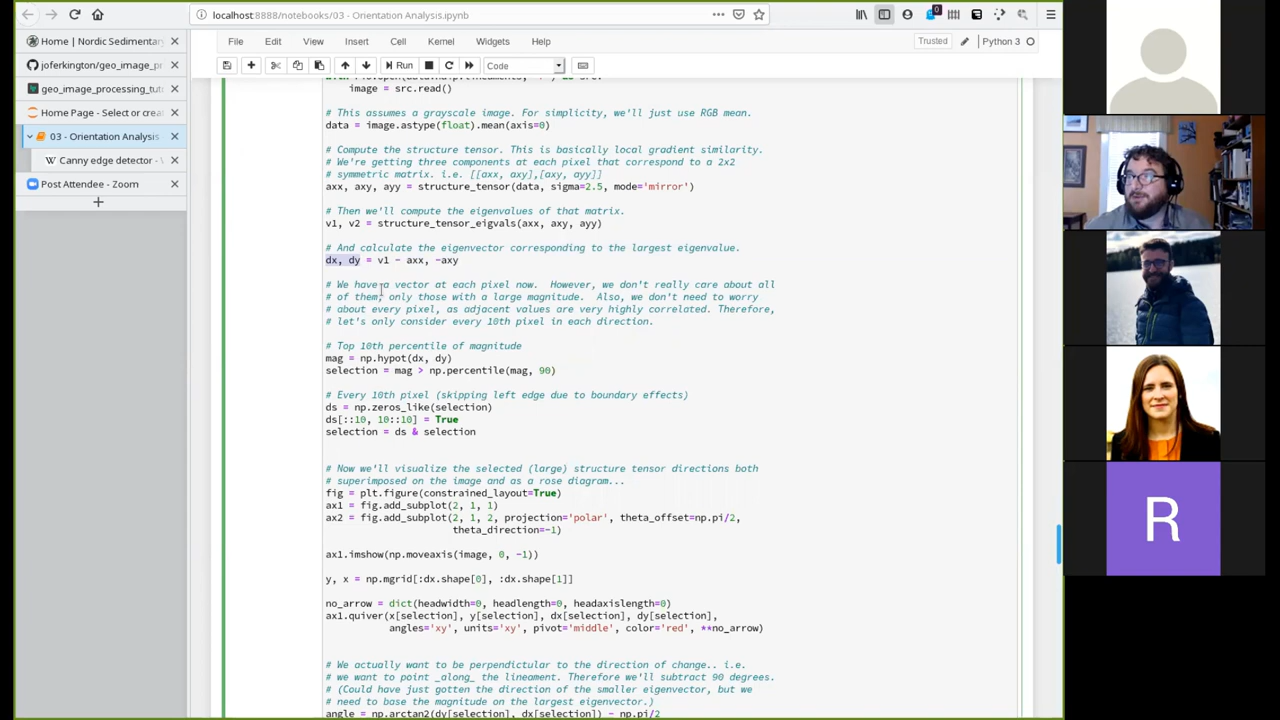 localhost:8888/notebooks/03 - Orientation Analysis.ipynb
0
Home | Nordic Sedimentar
joferkington/geo_image_pr
geo_image_processing_tuto
Home Page - Select or creat
03 - Orientation Analysis
W Canny edge detector -
Post Attendee - Zoom
File Edit View Insert Cell Kernel Widgets Help
Trusted
Python 3
Run
Code
image = src.read()
# This assumes a grayscale image. For simplicity, we'll just use RGB mean.
data = image.astype(float).mean(axis=0)
# Compute the structure tensor. This is basically local gradient similarity.
# We're getting three components at each pixel that correspond to a 2x2
# symmetric matrix. i.e. [[axx, axy],[axy, ayy]]
axx, axy, ayy = structure_tensor(data, sigma=2.5, mode='mirror')
# Then we'll compute the eigenvalues of that matrix.
v1, v2 = structure_tensor_eigvals(axx, axy, ayy)
# And calculate the eigenvector corresponding to the largest eigenvalue.
dx, dy = v1 - axx, -axy
# We have a vector at each pixel now.  However, we don't really care about all
# of them, only those with a large magnitude.  Also, we don't need to worry
# about every pixel, as adjacent values are very highly correlated. Therefore,
# let's only consider every 10th pixel in each direction.
# Top 10th percentile of magnitude
mag = np.hypot(dx, dy)
selection = mag > np.percentile(mag, 90)
# Every 10th pixel (skipping left edge due to boundary effects)
ds = np.zeros_like(selection)
ds[::10, 10::10] = True
selection = ds & selection
# Now we'll visualize the selected (large) structure tensor directions both
# superimposed on the image and as a rose diagram...
fig = plt.figure(constrained_layout=True)
ax1 = fig.add_subplot(2, 1, 1)
ax2 = fig.add_subplot(2, 1, 2, projection='polar', theta_offset=np.pi/2,
theta_direction=-1)
ax1.imshow(np.moveaxis(image, 0, -1))
y, x = np.mgrid[:dx.shape[0], :dx.shape[1]]
no_arrow = dict(headwidth=0, headlength=0, headaxislength=0)
ax1.quiver(x[selection], y[selection], dx[selection], dy[selection],
angles='xy', units='xy', pivot='middle', color='red', **no_arrow)
# We actually want to be perpendictular to the direction of change.. i.e.
# we want to point _along_ the lineament. Therefore we'll subtract 90 degrees.
# (Could have just gotten the direction of the smaller eigenvector, but we
# need to base the magnitude on the largest eigenvector.)
angle = np.arctan2(dy[selection], dx[selection]) - np.pi/2
R